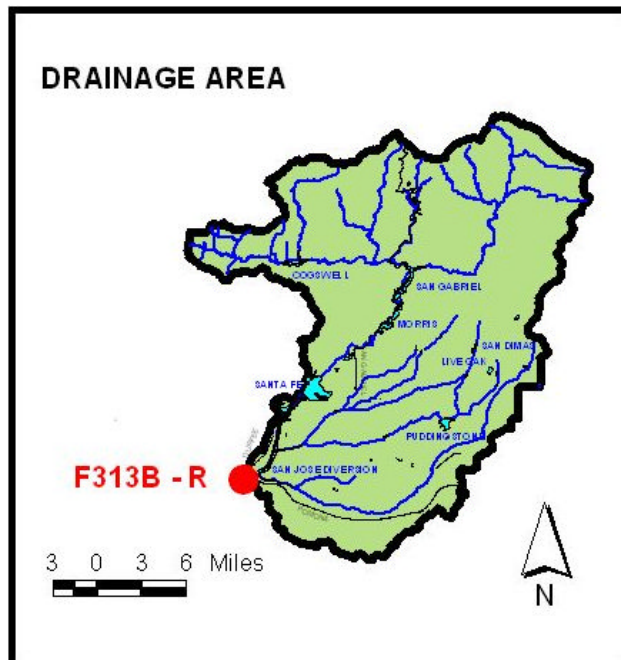 DRAINAGE AREA
COGSWELL
SAN GABRIEL
MORRIS
SAN DIMAS
LIVE OAK
SANTA FE
PUDDINGSTONE
SAN JOSE DIVERSION
F313B - R
3 0 3 6 Miles
N